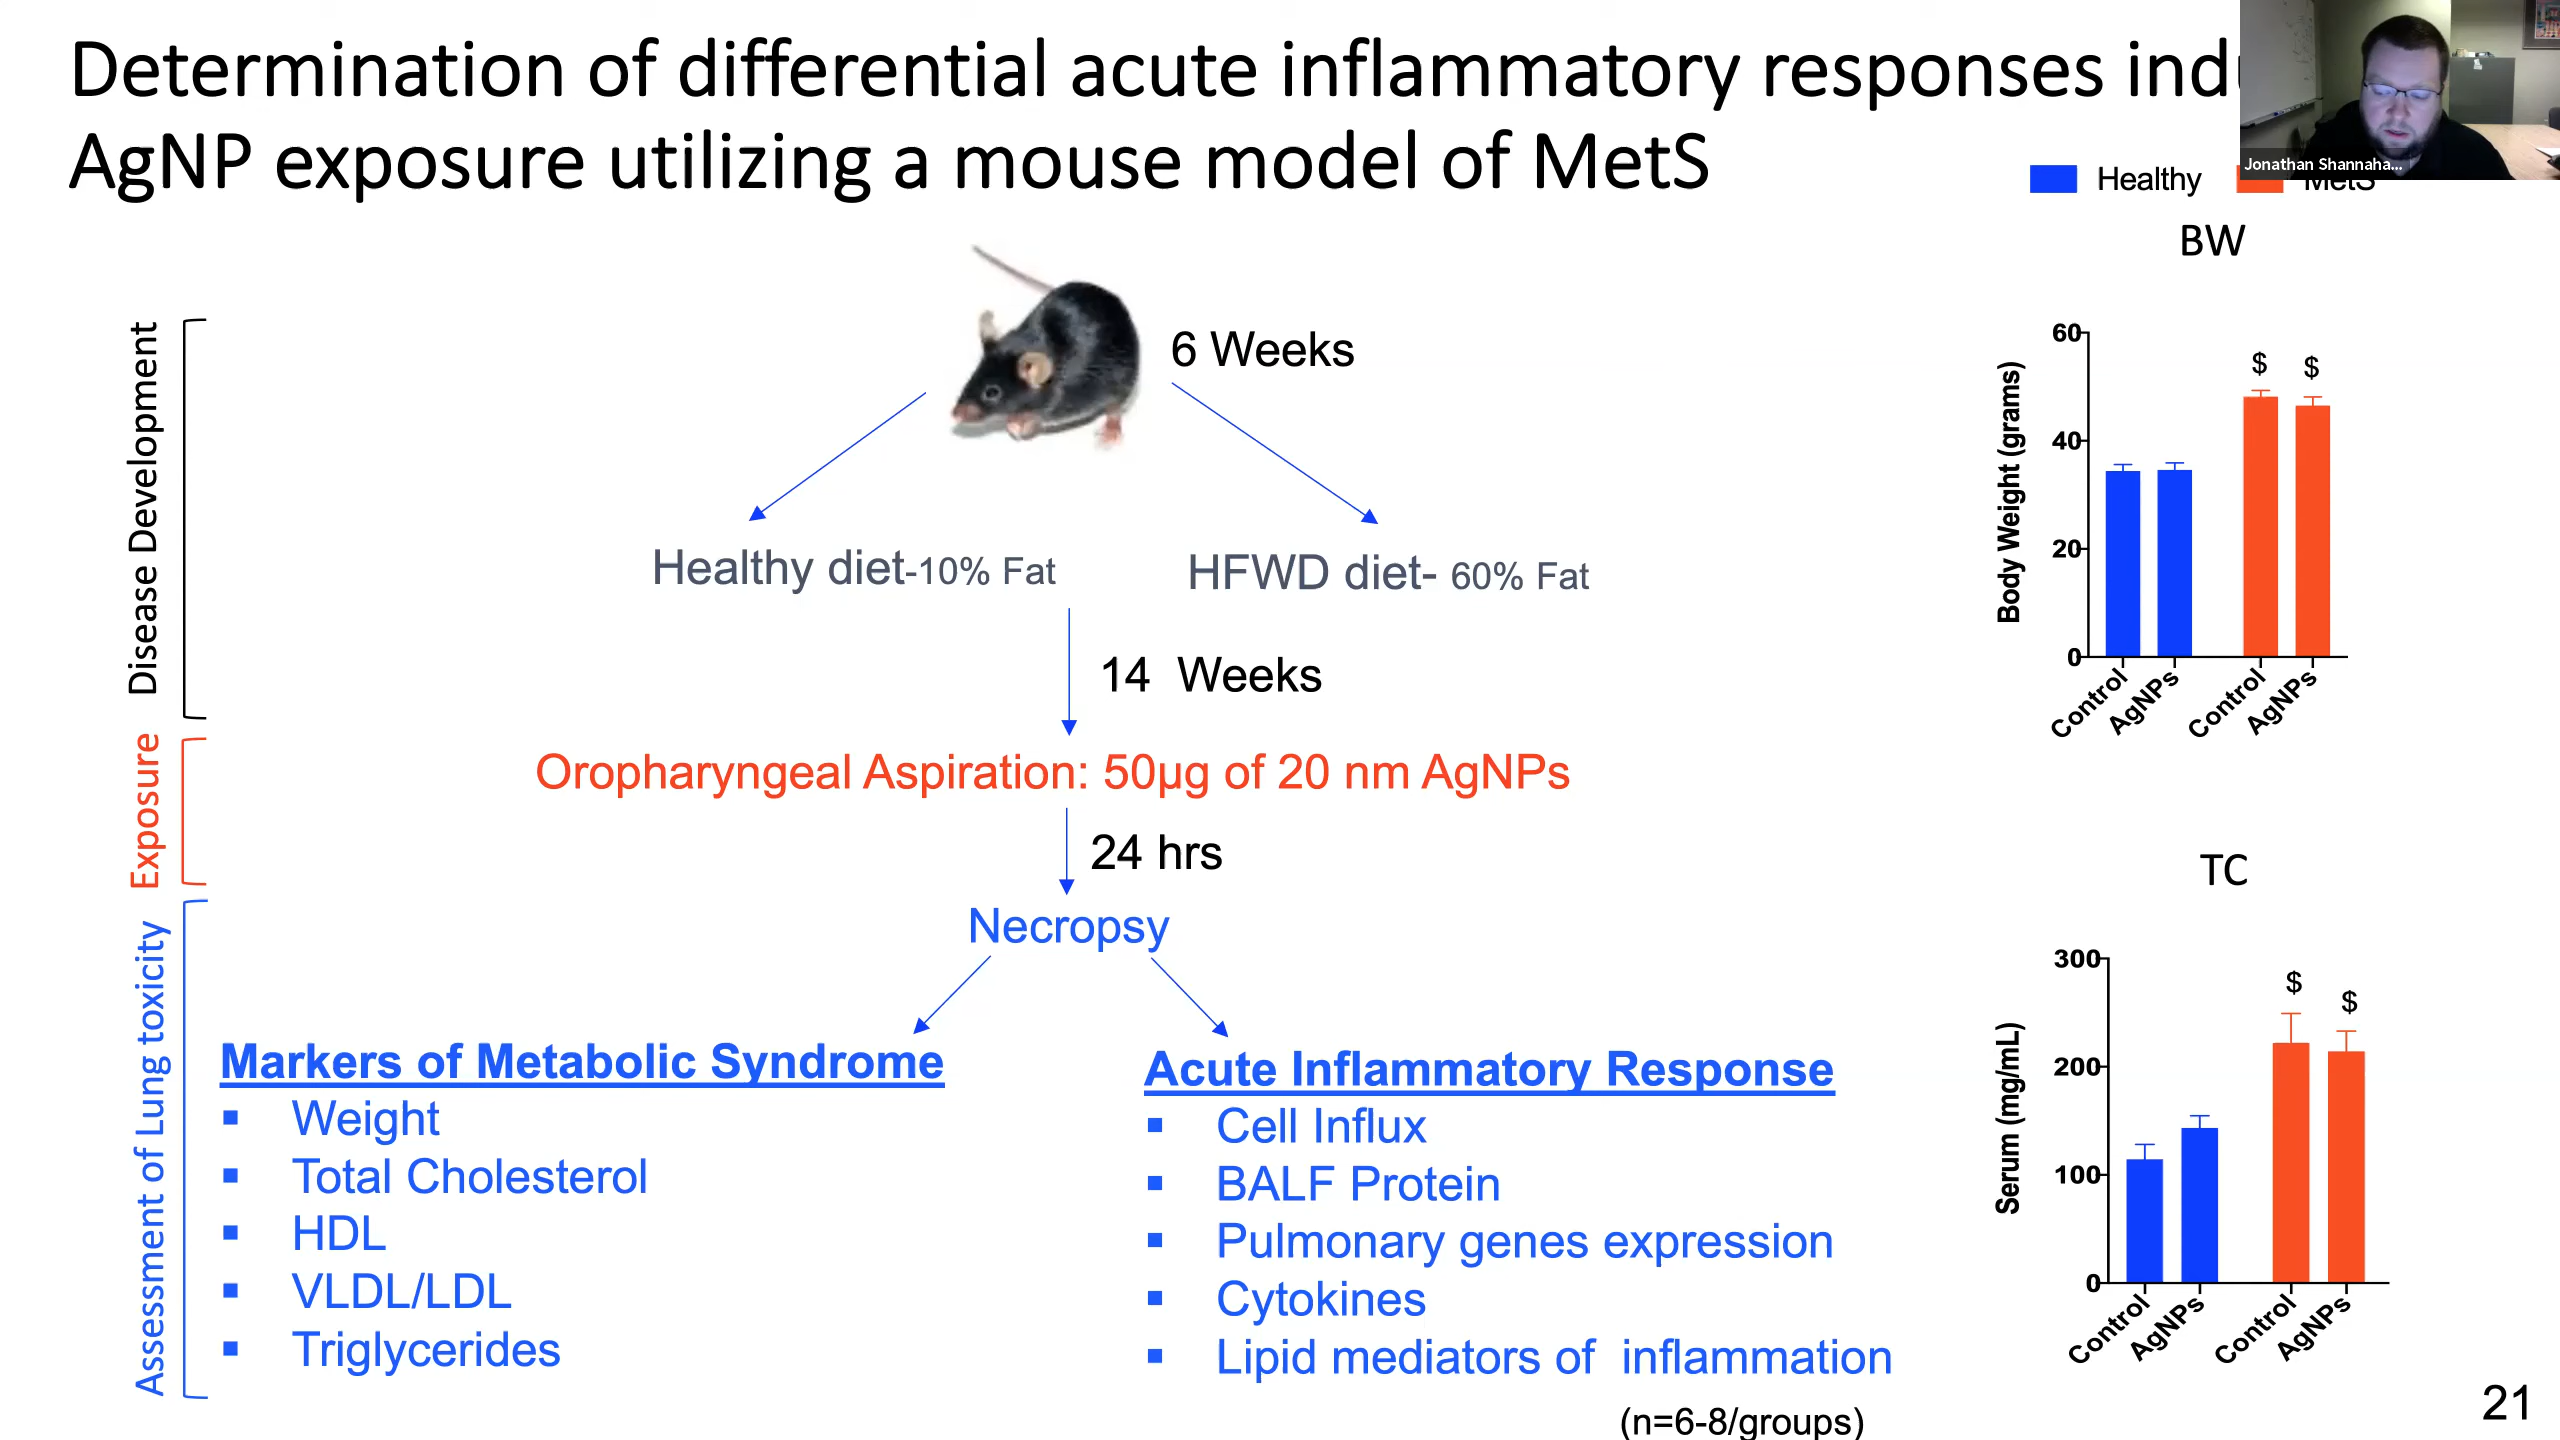 Determination of differential acute inflammatory responses
AgNP exposure utilizing a mouse model of MetS
Jonathan Shannaha...
Healthy
MetS
BW
Disease Development
6 Weeks
Healthy diet-10% Fat
HFWD diet- 60% Fat
14 Weeks
Exposure
Oropharyngeal Aspiration: 50µg of 20 nm AgNPs
24 hrs
Necropsy
Assessment of Lung toxicity
Markers of Metabolic Syndrome
▪ Weight
▪ Total Cholesterol
▪ HDL
▪ VLDL/LDL
▪ Triglycerides
Acute Inflammatory Response
▪ Cell Influx
▪ BALF Protein
▪ Pulmonary genes expression
▪ Cytokines
▪ Lipid mediators of inflammation
(n=6-8/groups)
Body Weight (grams)
60
40
20
0
$ $
Control AgNPs Control AgNPs
TC
Serum (mg/mL)
300
200
100
0
$ $
Control AgNPs Control AgNPs
21